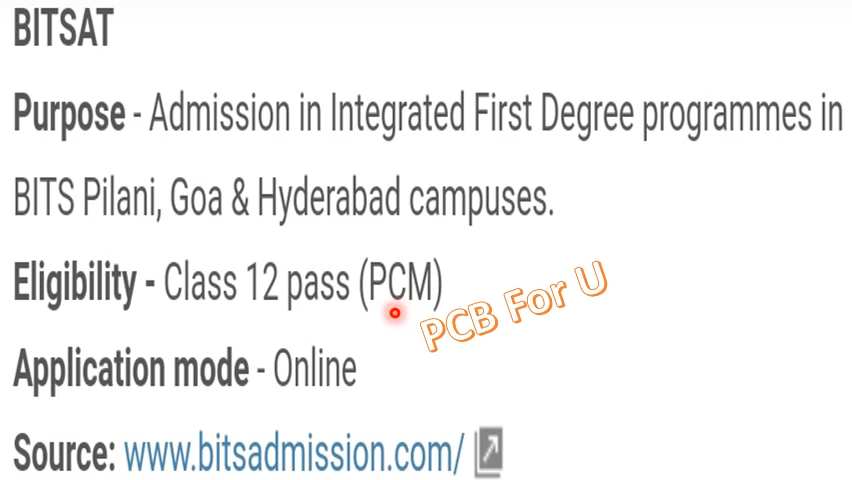 BITSAT
Purpose - Admission in Integrated First Degree programmes in
BITS Pilani, Goa & Hyderabad campuses.
Eligibility - Class 12 pass (PCM)
PCB For U
Application mode - Online
Source: www.bitsadmission.com/